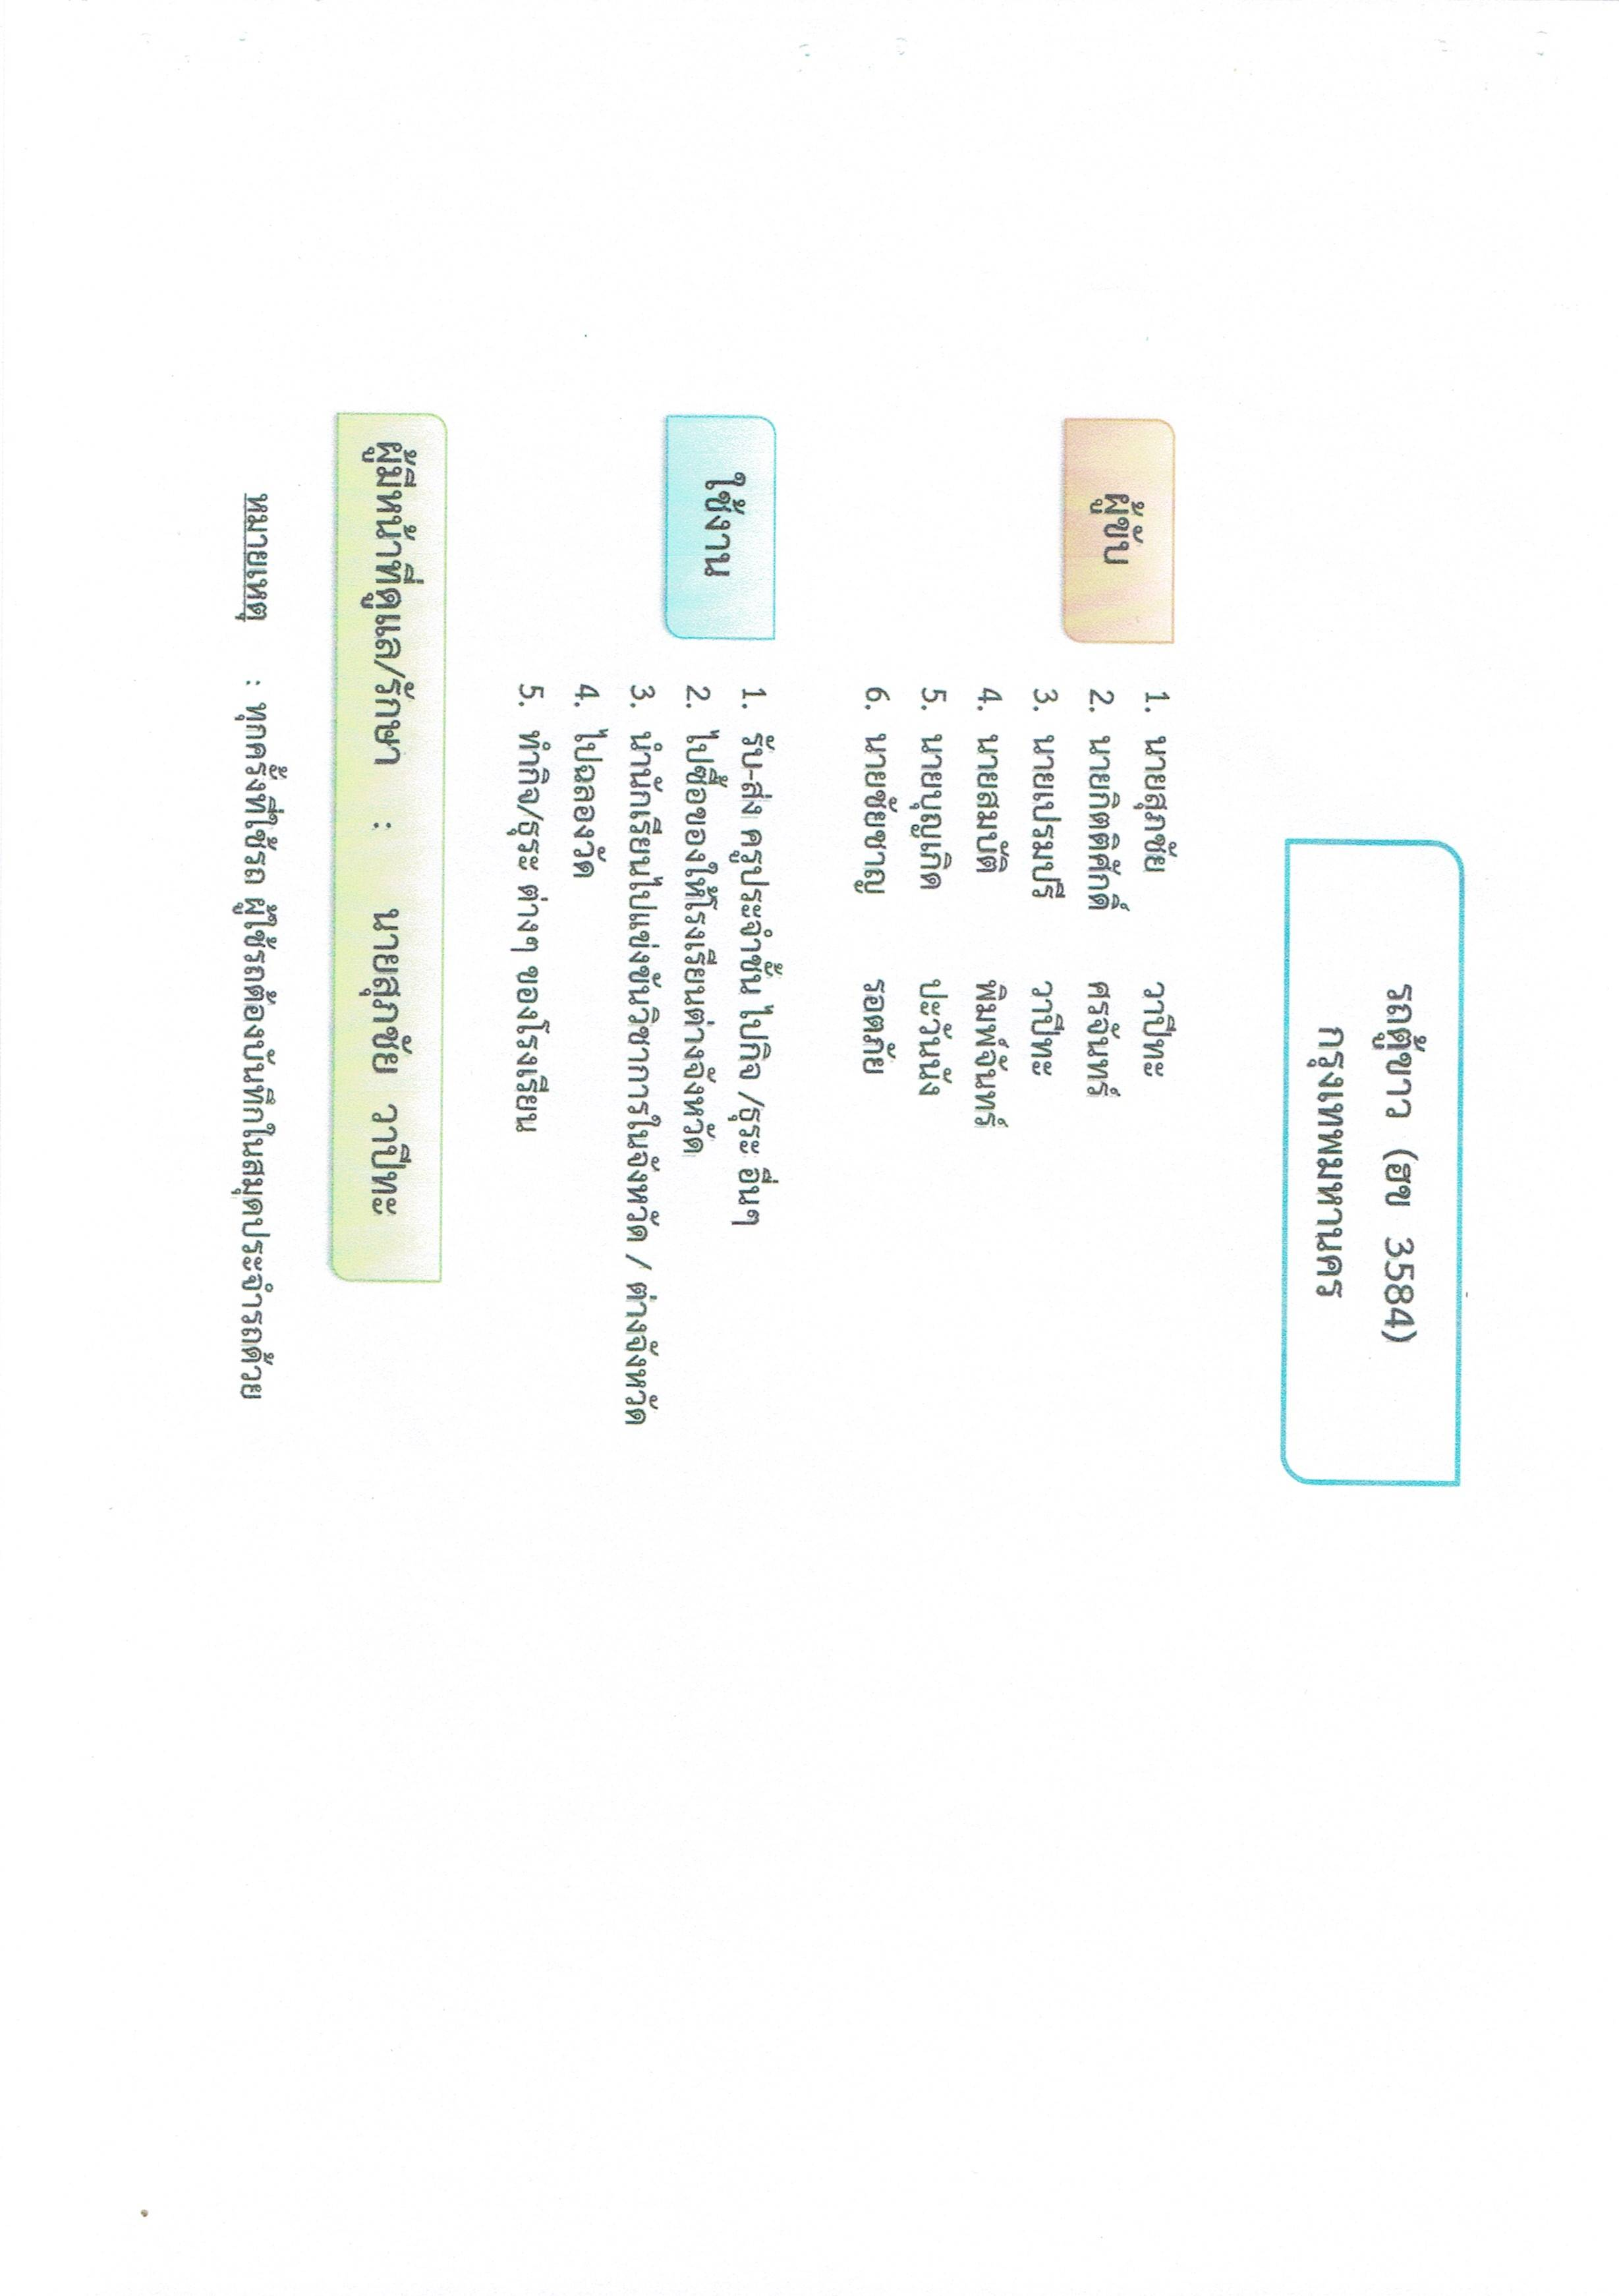 รถตู้ขาว (ฮข 3584)
กรุงเทพมหานคร
ผู้ขับ
1. นายสุภชัย วาปีทะ
2. นายกิตติศักดิ์ ศรจันทร์
3. นายเปรมปรี วาปีทะ
4. นายสมบัติ พิมพ์จันทร์
5. นายบุญเกิด ปะวันนัง
6. นายชัยชาญ รอดภัย
ใช้งาน
1. รับ-ส่ง ครูประจำชั้น ไปกิจ /ธุระ อื่นๆ
2. ไปซื้อของให้โรงเรียนต่างจังหวัด
3. นำนักเรียนไปแข่งขันวิชาการในจังหวัด / ต่างจังหวัด
4. ไปฉลองวัด
5. ทำกิจ/ธุระ ต่างๆ ของโรงเรียน
ผู้มีหน้าที่ดูแล/รักษา : นายสุภชัย วาปีทะ
หมายเหตุ : ทุกครั้งที่ใช้รถ ผู้ใช้รถต้องบันทึกในสมุดประจำรถด้วย